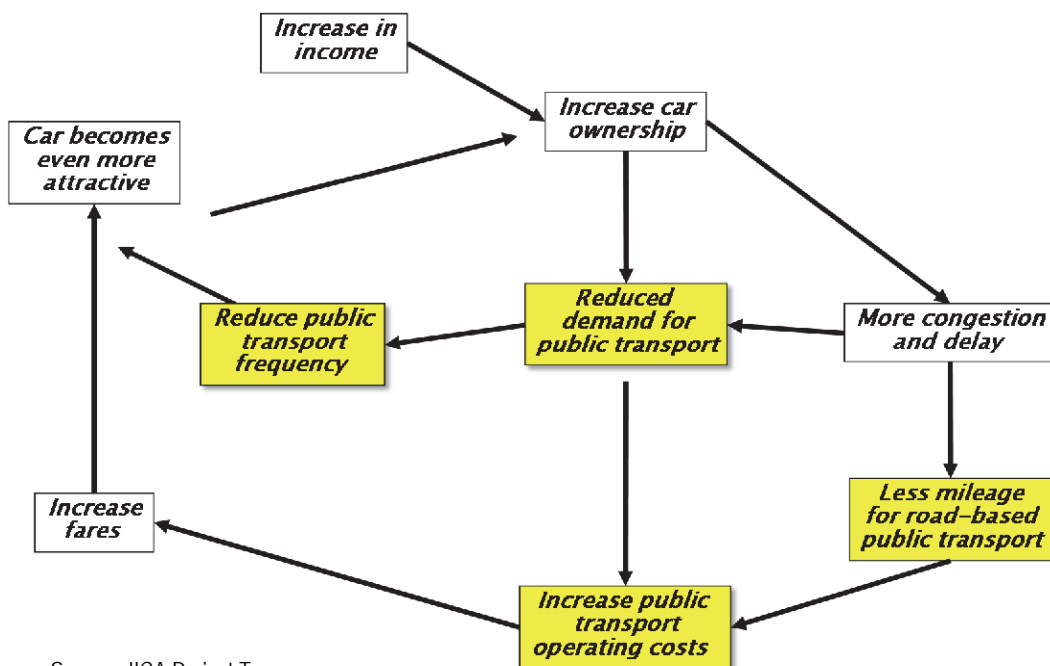 Increase in
income
Increase car
ownership
Car becomes
even more
attractive
Reduce public
transport
frequency
Reduced
demand for
public transport
More congestion
and delay
Increase
fares
Less mileage
for road-based
public transport
Increase public
transport
operating costs